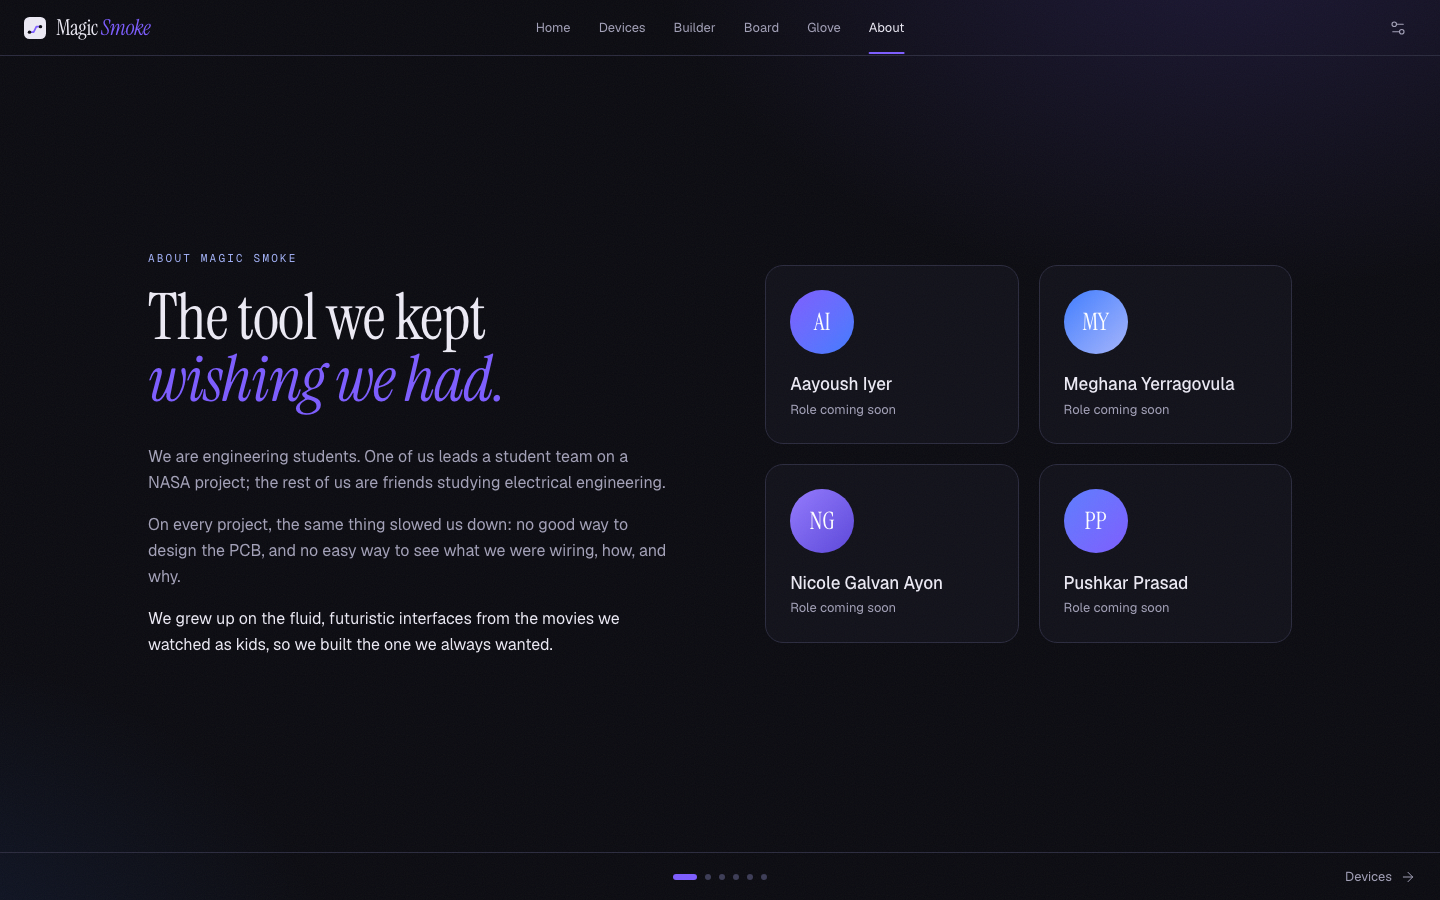 Magic Smoke
Home
Devices
Builder
Board
Glove
About
ABOUT MAGIC SMOKE
The tool we kept
wishing we had.
We are engineering students. One of us leads a student team on a
NASA project; the rest of us are friends studying electrical engineering.
On every project, the same thing slowed us down: no good way to
design the PCB, and no easy way to see what we were wiring, how, and
why.
We grew up on the fluid, futuristic interfaces from the movies we
watched as kids, so we built the one we always wanted.
AI
Aayoush Iyer
Role coming soon
MY
Meghana Yerragovula
Role coming soon
NG
Nicole Galvan Ayon
Role coming soon
PP
Pushkar Prasad
Role coming soon
Devices